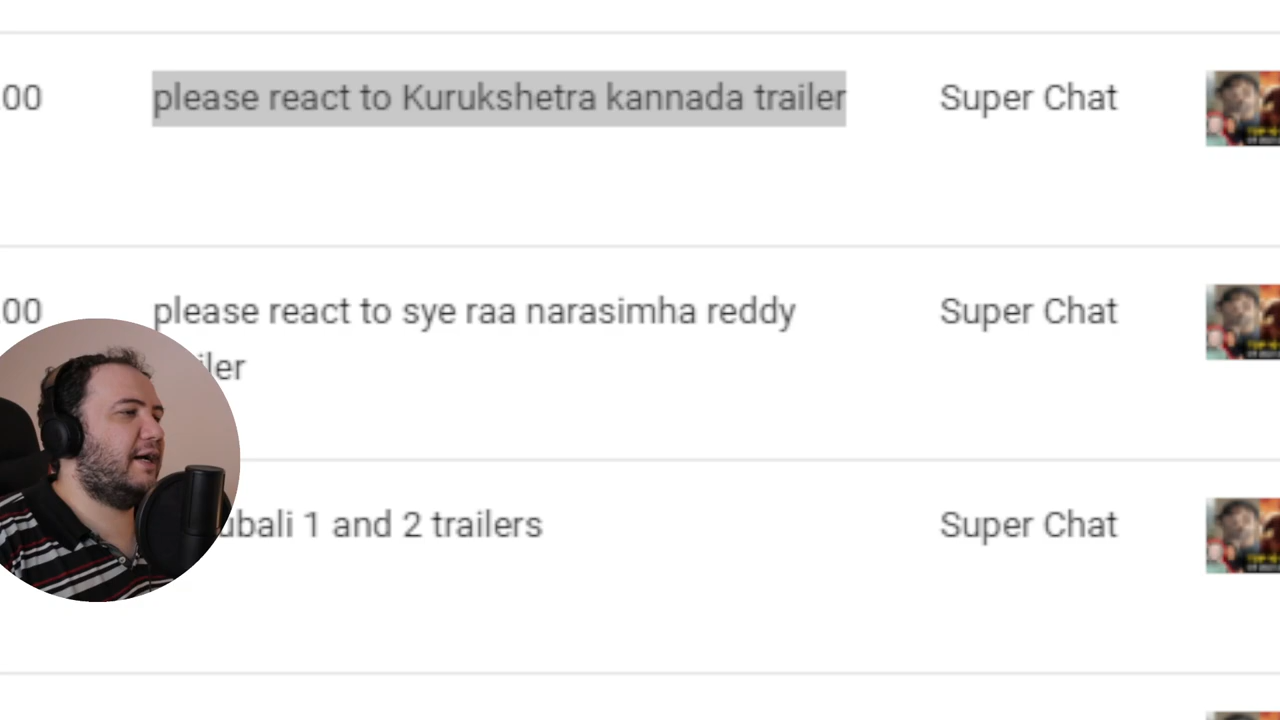 .00 please react to Kurukshetra kannada trailer Super Chat
.00 please react to sye raa narasimha reddy Super Chat
iler
ubali 1 and 2 trailers Super Chat